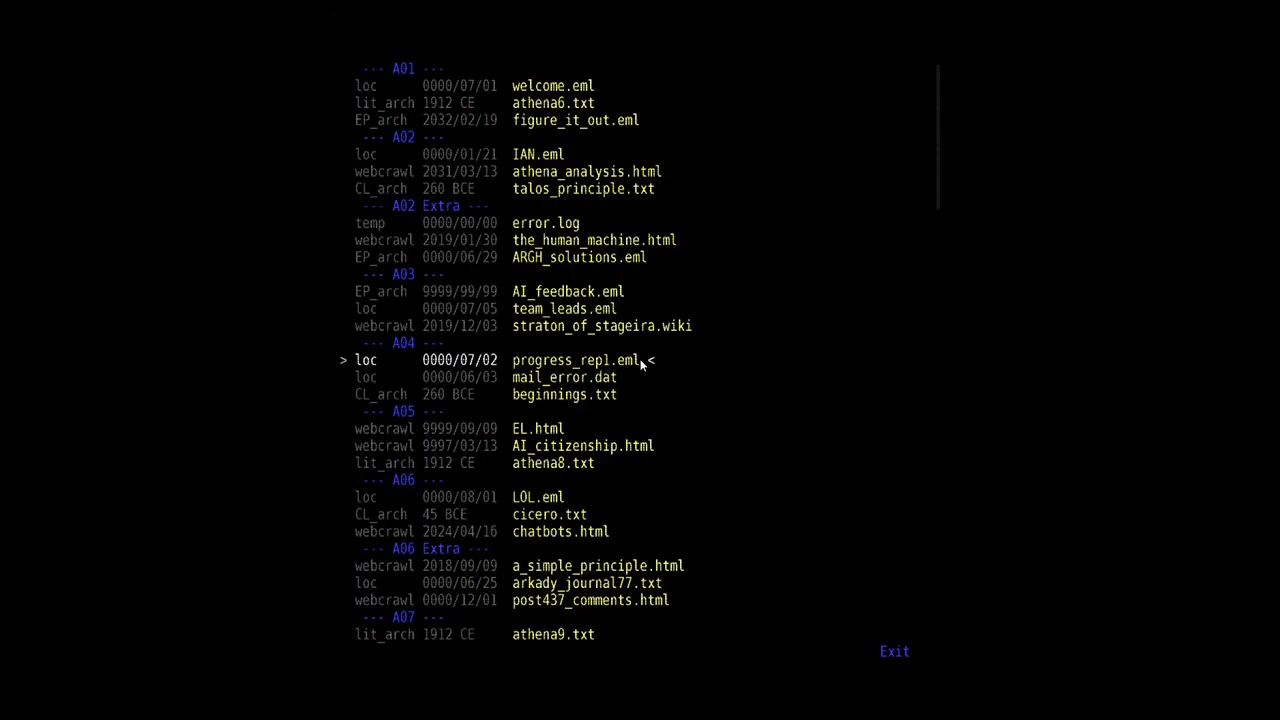 --- A01 ---
loc 0000/07/01 welcome.eml
lit_arch 1912 CE athena6.txt
EP_arch 2032/02/19 figure_it_out.eml
--- A02 ---
loc 0000/01/21 IAN.eml
webcrawl 2031/03/13 athena_analysis.html
CL_arch 260 BCE talos_principle.txt
--- A02 Extra ---
temp 0000/00/00 error.log
webcrawl 2019/01/30 the_human_machine.html
EP_arch 0000/06/29 ARGH_solutions.eml
--- A03 ---
EP_arch 9999/99/99 AI_feedback.eml
loc 0000/07/05 team_leads.eml
webcrawl 2019/12/03 straton_of_stageira.wiki
--- A04 ---
> loc 0000/07/02 progress_rep1.eml <
loc 0000/06/03 mail_error.dat
CL_arch 260 BCE beginnings.txt
--- A05 ---
webcrawl 9999/09/09 EL.html
webcrawl 9997/03/13 AI_citizenship.html
lit_arch 1912 CE athena8.txt
--- A06 ---
loc 0000/08/01 LOL.eml
CL_arch 45 BCE cicero.txt
webcrawl 2024/04/16 chatbots.html
--- A06 Extra ---
webcrawl 2018/09/09 a_simple_principle.html
loc 0000/06/25 arkady_journal77.txt
webcrawl 0000/12/01 post437_comments.html
--- A07 ---
lit_arch 1912 CE athena9.txt
Exit